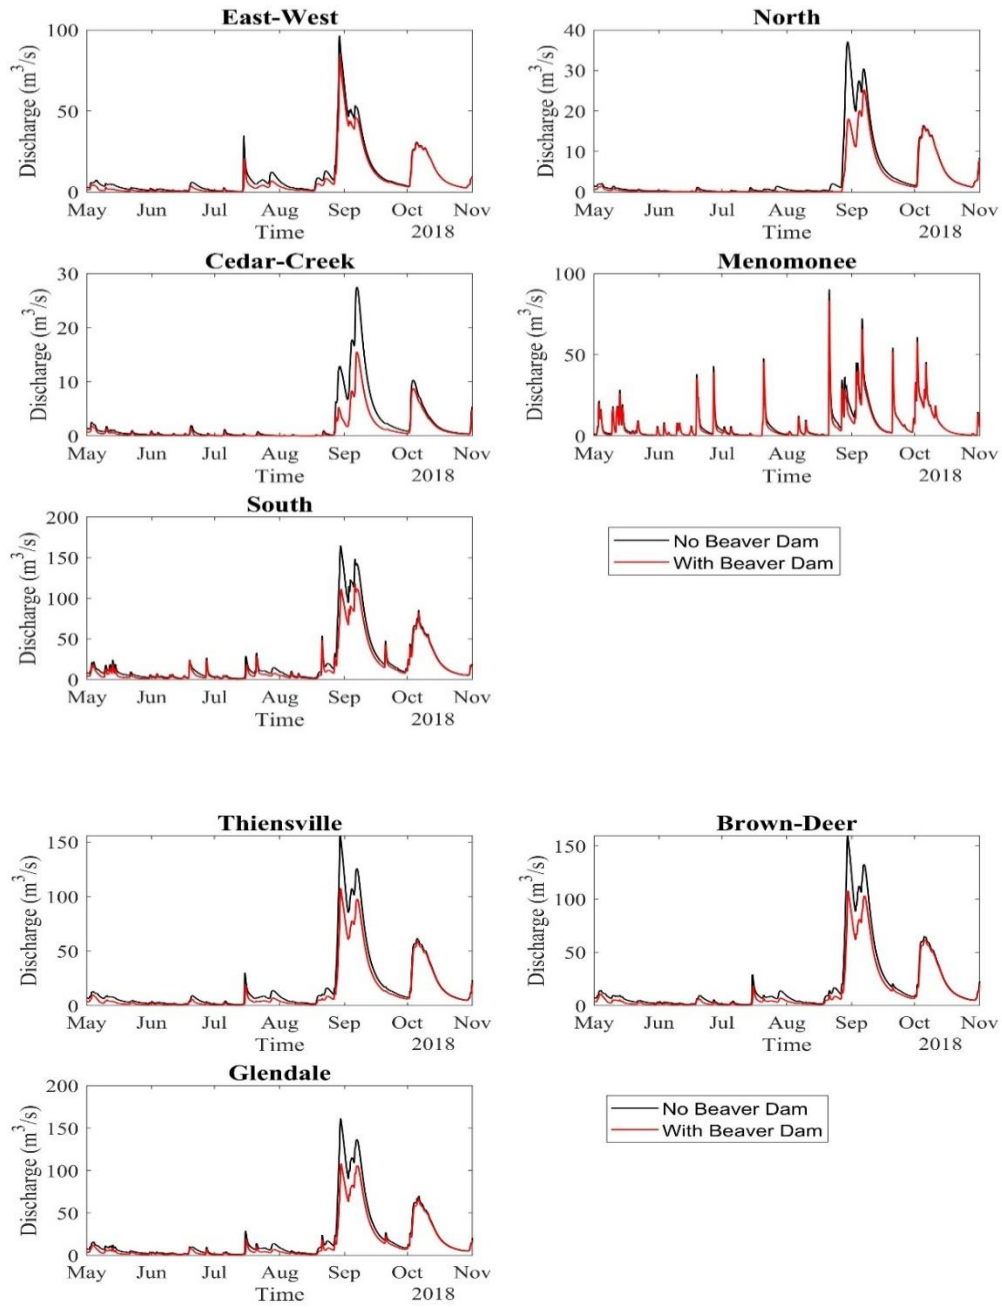 East-West
100
50
0
Discharge (m³/s)
May Jun Jul Aug Sep Oct Nov
Time 2018
North
40
30
20
10
0
Discharge (m³/s)
May Jun Jul Aug Sep Oct Nov
Time 2018
Cedar-Creek
30
20
10
0
Discharge (m³/s)
May Jun Jul Aug Sep Oct Nov
Time 2018
Menomonee
100
50
0
Discharge (m³/s)
May Jun Jul Aug Sep Oct Nov
Time 2018
South
200
150
100
50
0
Discharge (m³/s)
May Jun Jul Aug Sep Oct Nov
Time 2018
No Beaver Dam
With Beaver Dam
Thiensville
150
100
50
0
Discharge (m³/s)
May Jun Jul Aug Sep Oct Nov
Time 2018
Brown-Deer
150
100
50
0
Discharge (m³/s)
May Jun Jul Aug Sep Oct Nov
Time 2018
Glendale
200
150
100
50
0
Discharge (m³/s)
May Jun Jul Aug Sep Oct Nov
Time 2018
No Beaver Dam
With Beaver Dam